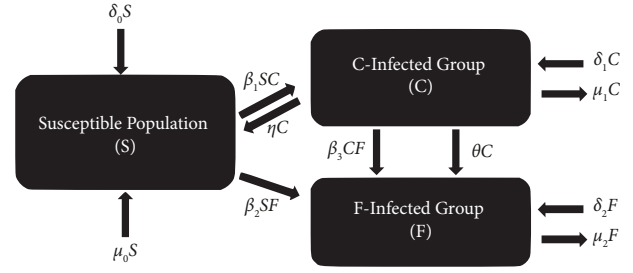 δ₀S
Susceptible Population
(S)
μ₀S
β₁SC
ηC
β₂SF
C-Infected Group
(C)
δ₁C
μ₁C
β₃CF
θC
F-Infected Group
(F)
δ₂F
μ₂F